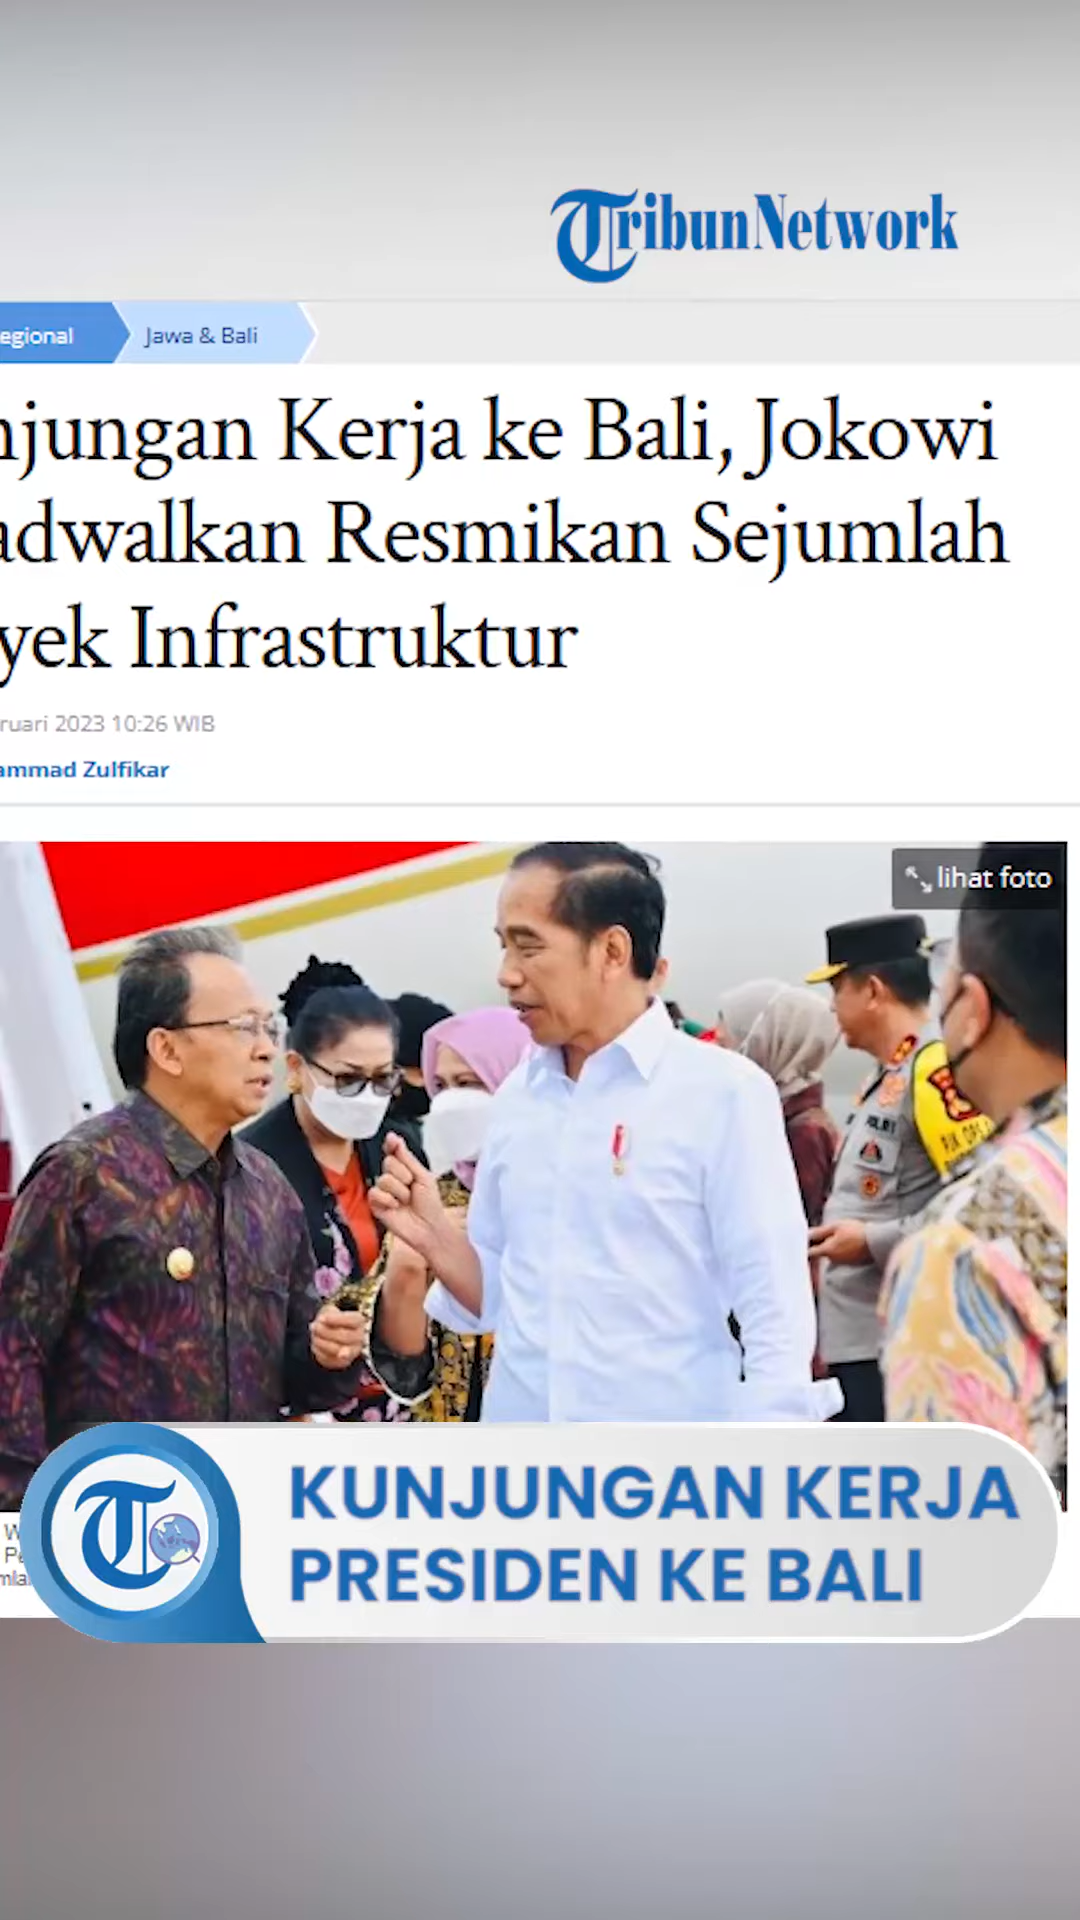 TribunNetwork
egional
Jawa & Bali
njungan Kerja ke Bali, Jokowi
adwalkan Resmikan Sejumlah
yek Infrastruktur
ruari 2023 10:26 WIB
ammad Zulfikar
lihat foto
KUNJUNGAN KERJA
PRESIDEN KE BALI